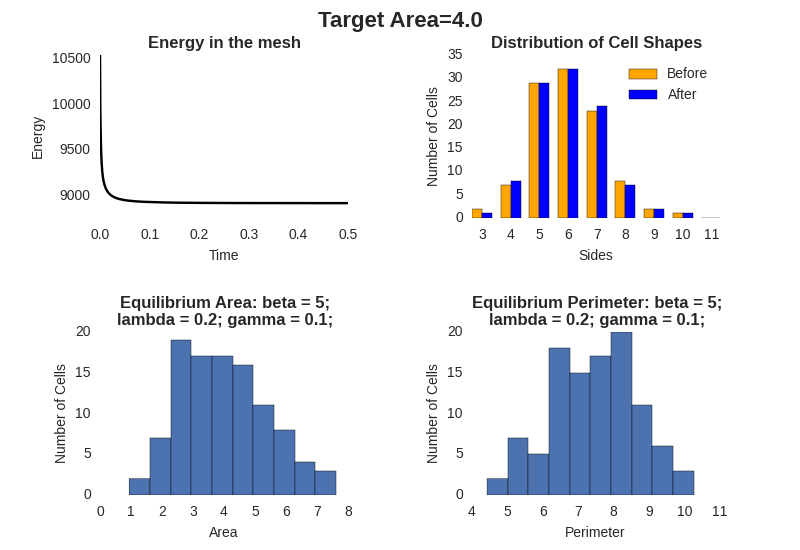 Target Area=4.0
Energy in the mesh
10500
10000
9500
9000
Energy
0.0 0.1 0.2 0.3 0.4 0.5
Time
Distribution of Cell Shapes
35
30
25
20
15
10
5
0
Number of Cells
Before
After
3 4 5 6 7 8 9 10 11
Sides
Equilibrium Area: beta = 5;
lambda = 0.2; gamma = 0.1;
20
15
10
5
0
Number of Cells
0 1 2 3 4 5 6 7 8
Area
Equilibrium Perimeter: beta = 5;
lambda = 0.2; gamma = 0.1;
20
15
10
5
0
Number of Cells
4 5 6 7 8 9 10 11
Perimeter